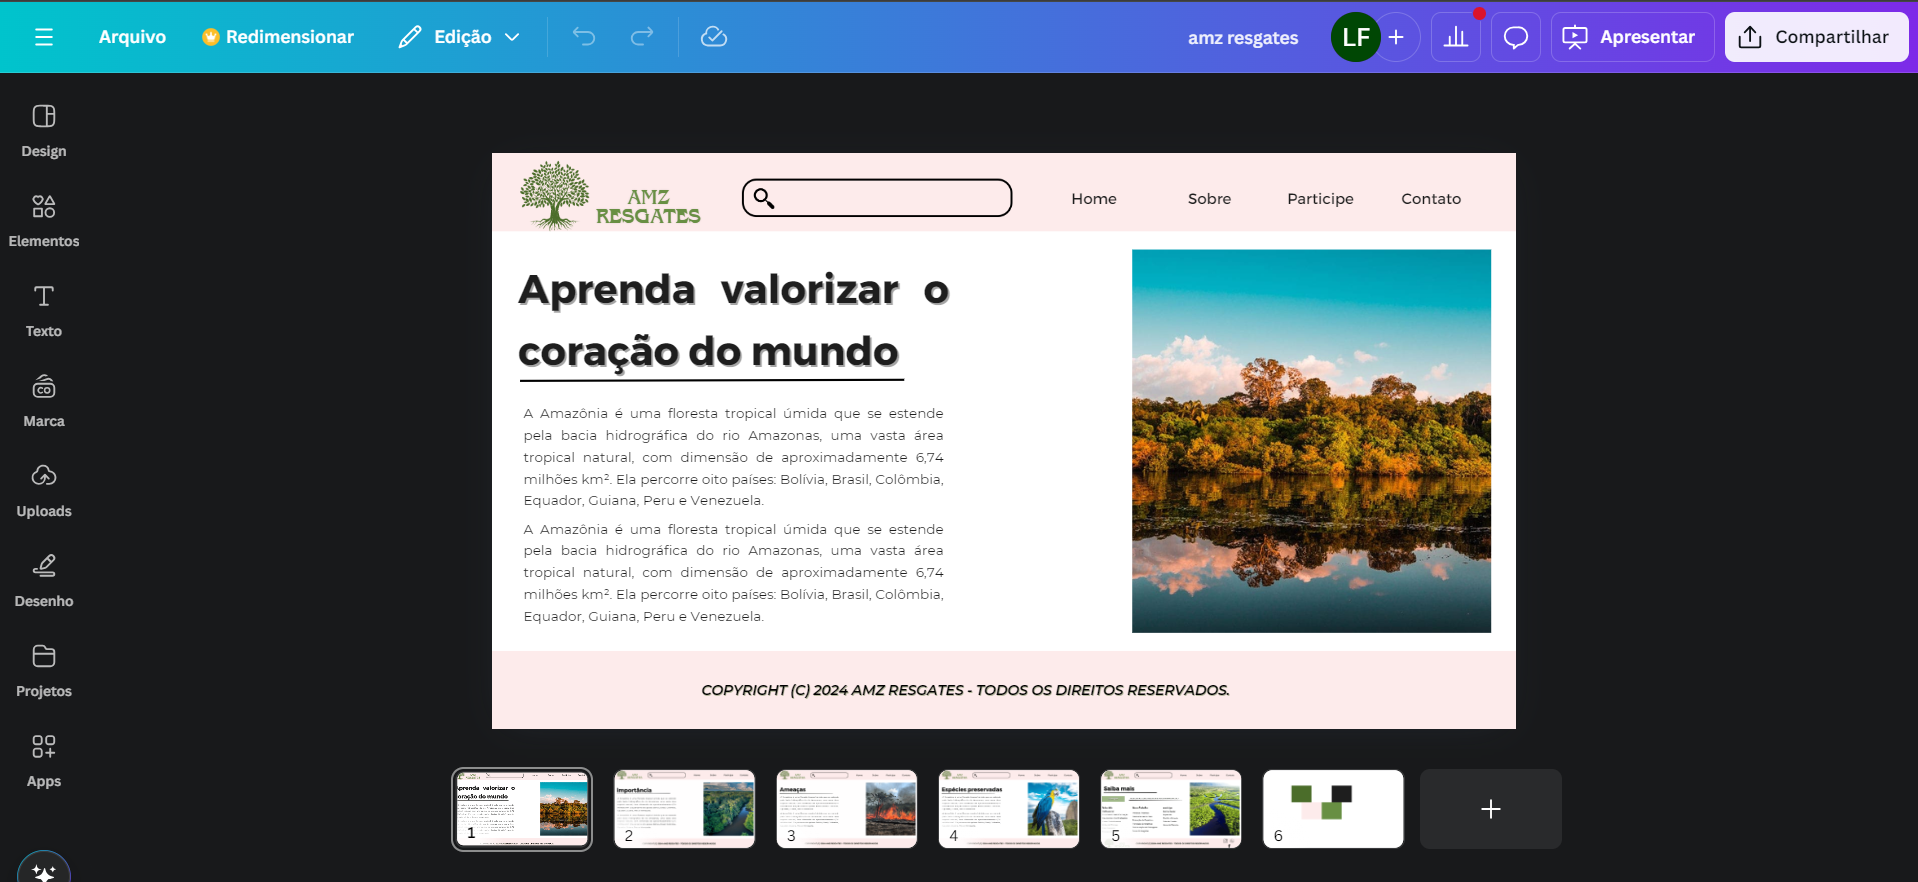 Arquivo
Redimensionar
Edição
amz resgates
LF
Apresentar
Compartilhar
Design
Elementos
Texto
Marca
Uploads
Desenho
Projetos
Apps
AMZ
RESGATES
Home
Sobre
Participe
Contato
Aprenda valorizar o
coração do mundo
A Amazônia é uma floresta tropical úmida que se estende
pela bacia hidrográfica do rio Amazonas, uma vasta área
tropical natural, com dimensão de aproximadamente 6,74
milhões km². Ela percorre oito países: Bolívia, Brasil, Colômbia,
Equador, Guiana, Peru e Venezuela.
A Amazônia é uma floresta tropical úmida que se estende
pela bacia hidrográfica do rio Amazonas, uma vasta área
tropical natural, com dimensão de aproximadamente 6,74
milhões km². Ela percorre oito países: Bolívia, Brasil, Colômbia,
Equador, Guiana, Peru e Venezuela.
COPYRIGHT (C) 2024 AMZ RESGATES - TODOS OS DIREITOS RESERVADOS.
1
Importância
2
Ameaças
3
Espécies preservadas
4
Saiba mais
5
6